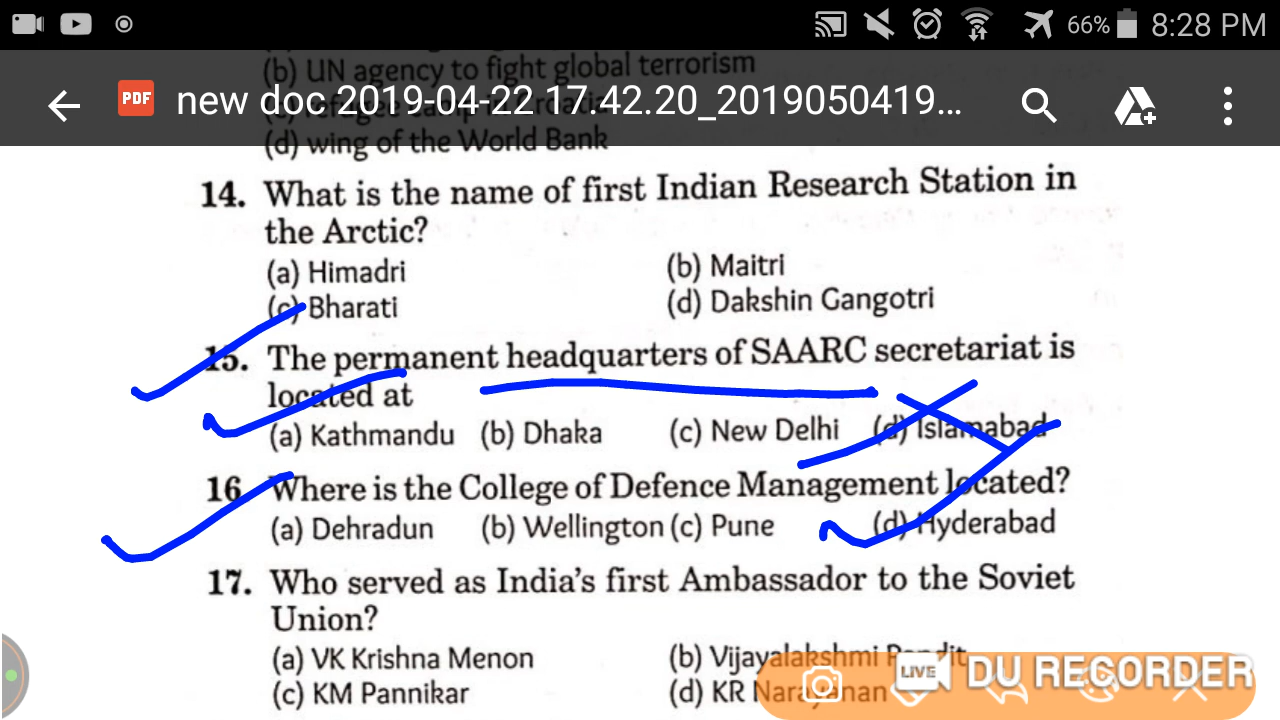 66% 8:28 PM
(b) UN agency to fight global terrorism
PDF new doc 2019-04-22 17.42.20_2019050419...
(d) wing of the World Bank
14. What is the name of first Indian Research Station in
the Arctic?
(a) Himadri (b) Maitri
(c) Bharati (d) Dakshin Gangotri
15. The permanent headquarters of SAARC secretariat is
located at
(a) Kathmandu (b) Dhaka (c) New Delhi (d) Islamabad
16. Where is the College of Defence Management located?
(a) Dehradun (b) Wellington (c) Pune (d) Hyderabad
17. Who served as India's first Ambassador to the Soviet
Union?
(a) VK Krishna Menon (b) Vijayalakshmi Pandit
LIVE DU RECORDER
(c) KM Pannikar (d) KR Narayanan